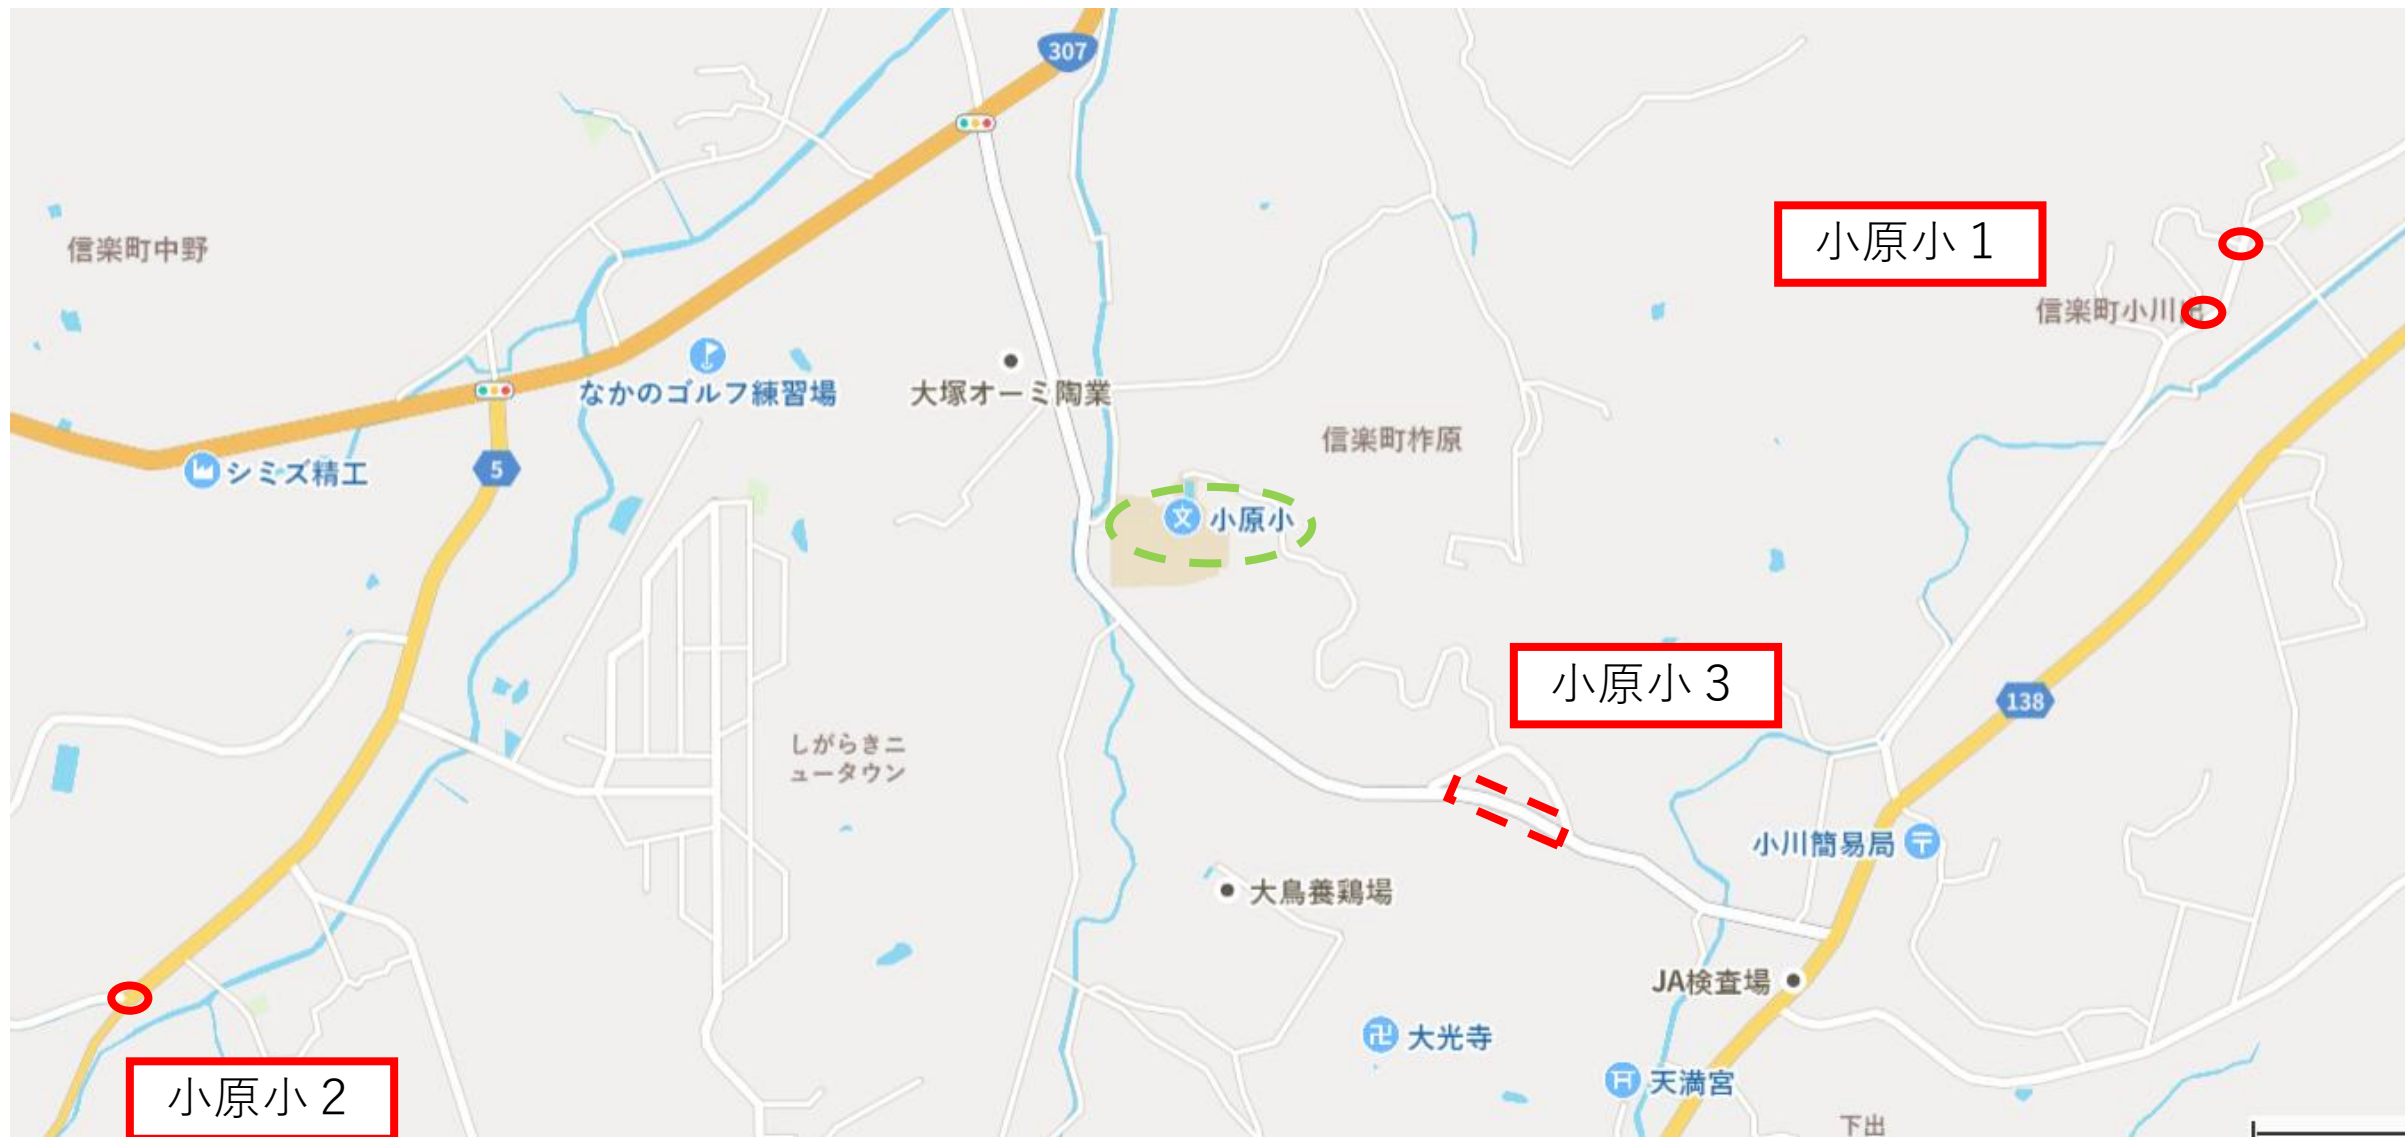 307
小原小１
信楽町中野
信楽町小川出
なかのゴルフ練習場
大塚オーミ陶業
信楽町柞原
シミズ精工
5
文 小原小
小原小３
138
しがらきニ
ュータウン
小川簡易局
大鳥養鶏場
JA検査場
大光寺
天満宮
小原小２
下出